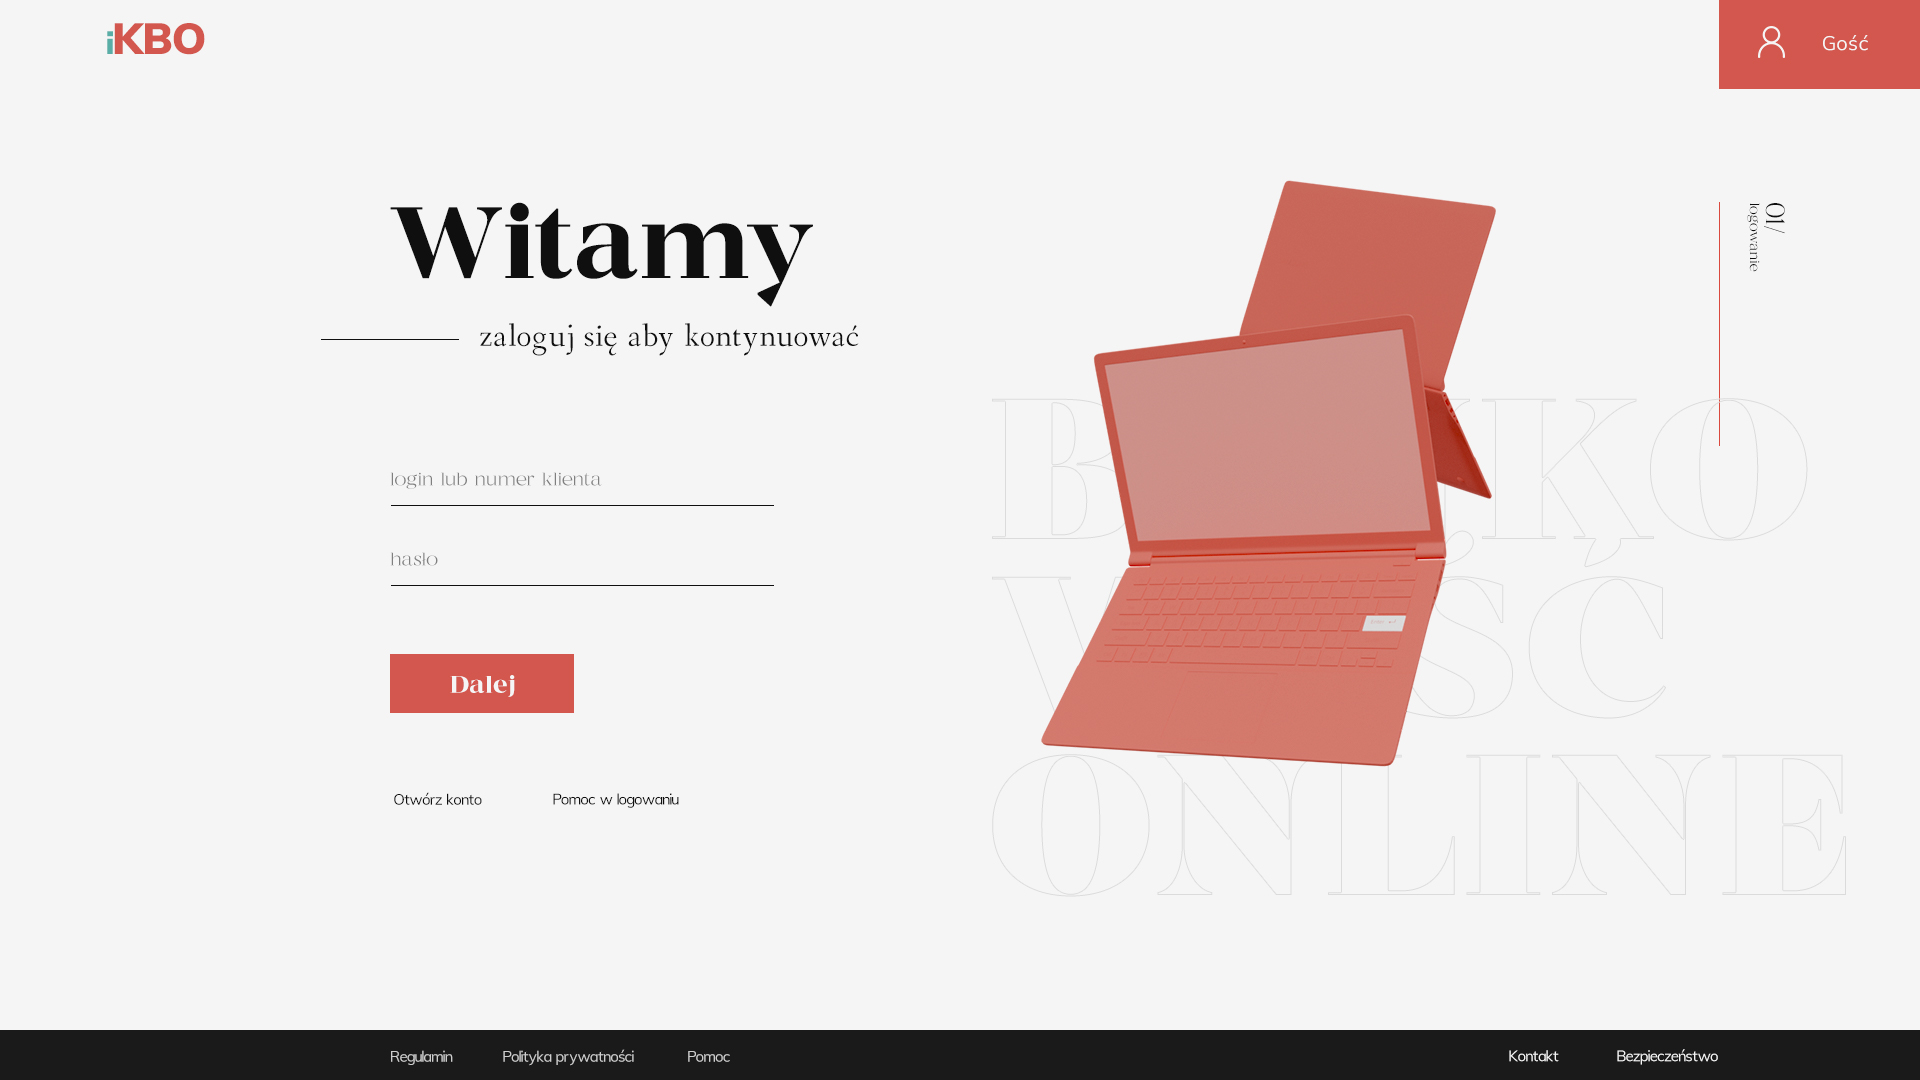 iKBO
Gość
Witamy
zaloguj się aby kontynuować
01/
logowanie
login lub numer klienta
hasło
Dalej
Otwórz konto
Pomoc w logowaniu
ONLINE
Regulamin
Polityka prywatności
Pomoc
Kontakt
Bezpieczeństwo